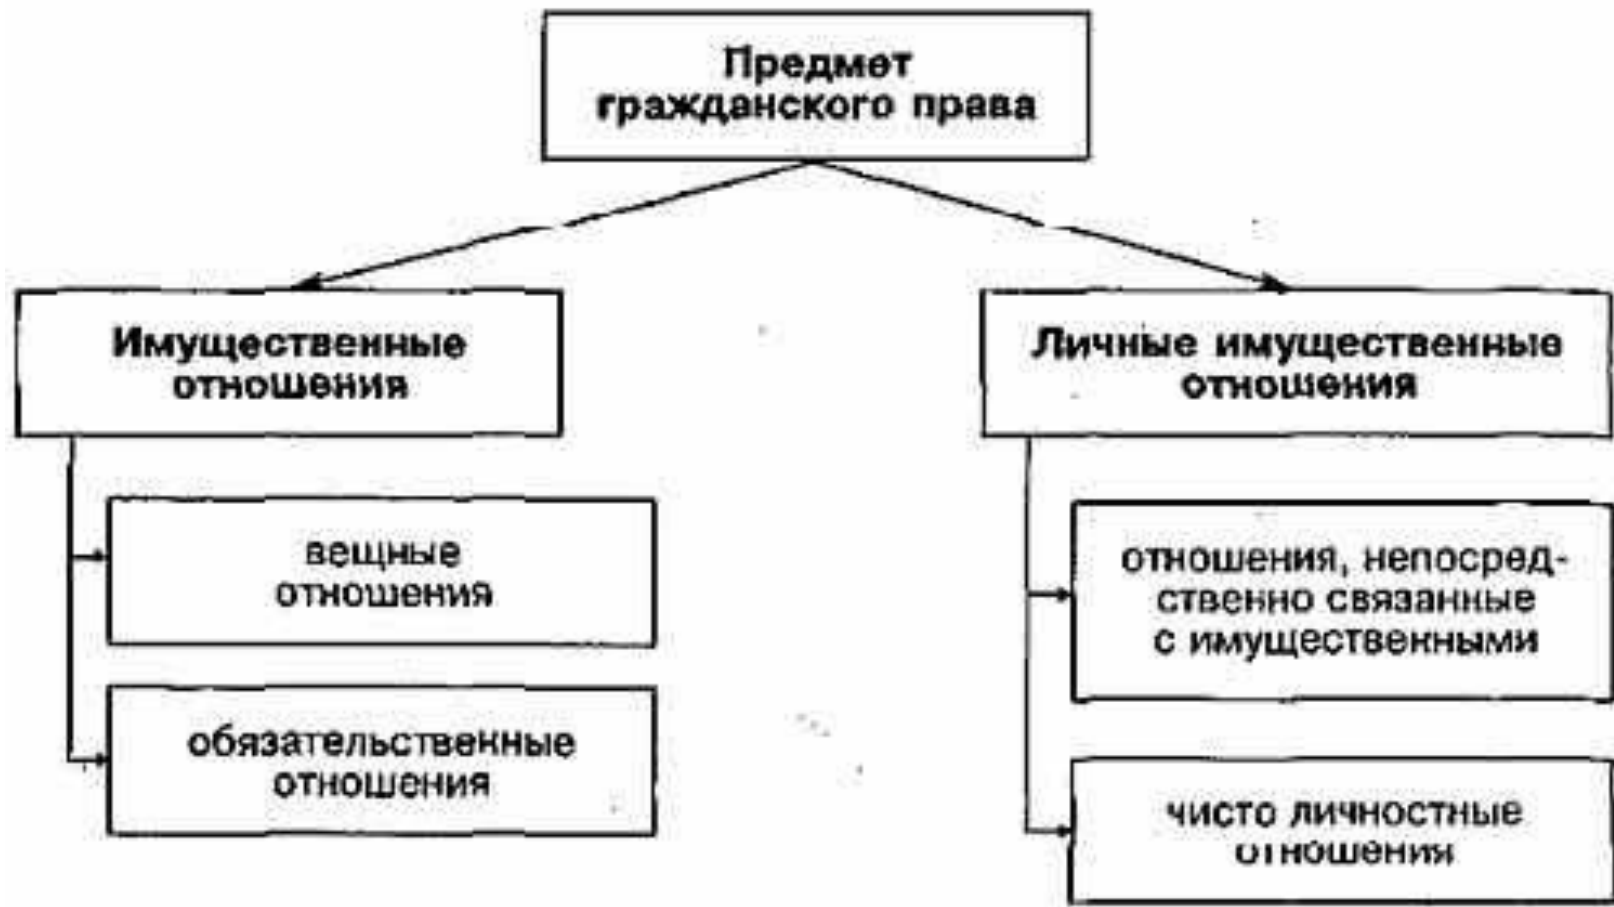 Предмет
гражданского права
Имущественные
отношения
Личные имущественные
отношения
вещные
отношения
обязательственные
отношения
отношения, непосред-
ственно связанные
с имущественными
чисто личностные
отношения